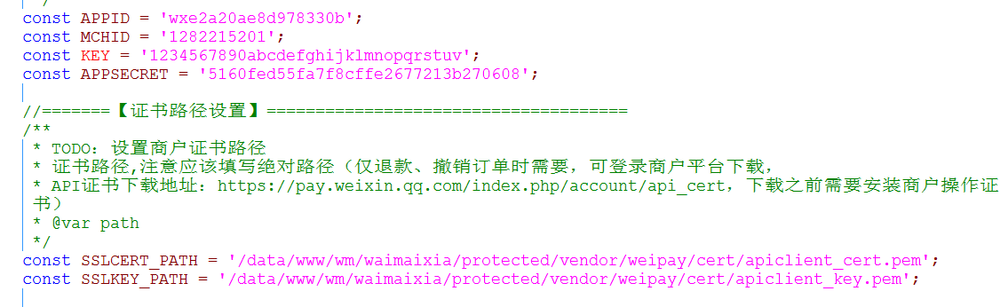 */
const APPID = 'wxe2a20ae8d978330b';
const MCHID = '1282215201';
const KEY = '1234567890abcdefghijklmnopqrstuv';
const APPSECRET = '5160fed55fa7f8cffe2677213b270608';
//=======【证书路径设置】=====================================
/**
* TODO：设置商户证书路径
* 证书路径,注意应该填写绝对路径（仅退款、撤销订单时需要，可登录商户平台下载，
* API证书下载地址：https://pay.weixin.qq.com/index.php/account/api_cert，下载之前需要安装商户操作证
书）
* @var path
*/
const SSLCERT_PATH = '/data/www/wm/waimaixia/protected/vendor/weipay/cert/apiclient_cert.pem';
const SSLKEY_PATH = '/data/www/wm/waimaixia/protected/vendor/weipay/cert/apiclient_key.pem';